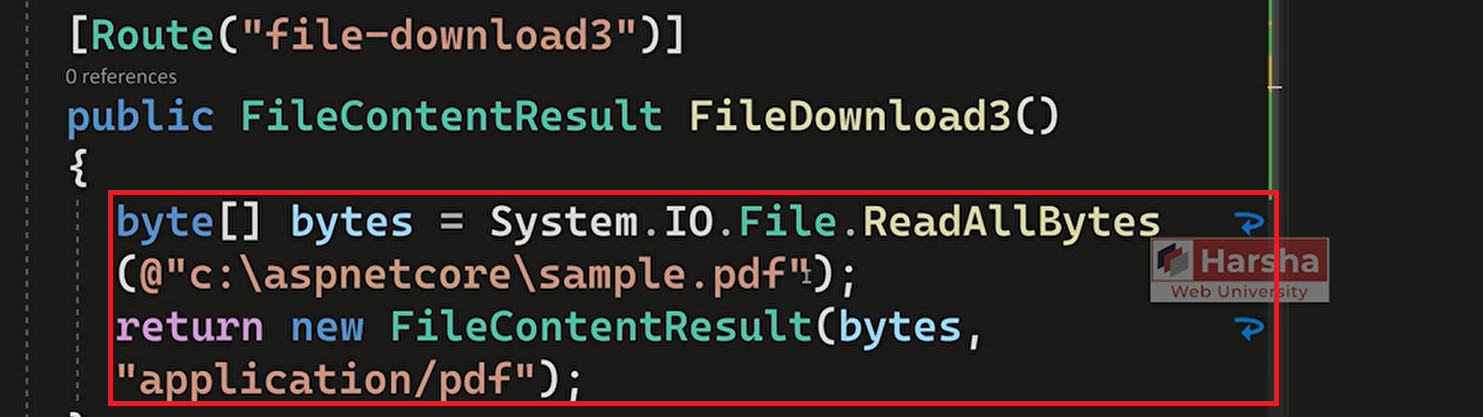 [Route("file-download3")]
0 references
public FileContentResult FileDownload3()
{
byte[] bytes = System.IO.File.ReadAllBytes
(@"c:\aspnetcore\sample.pdf");
Harsha
Web University
return new FileContentResult(bytes,
"application/pdf");
}